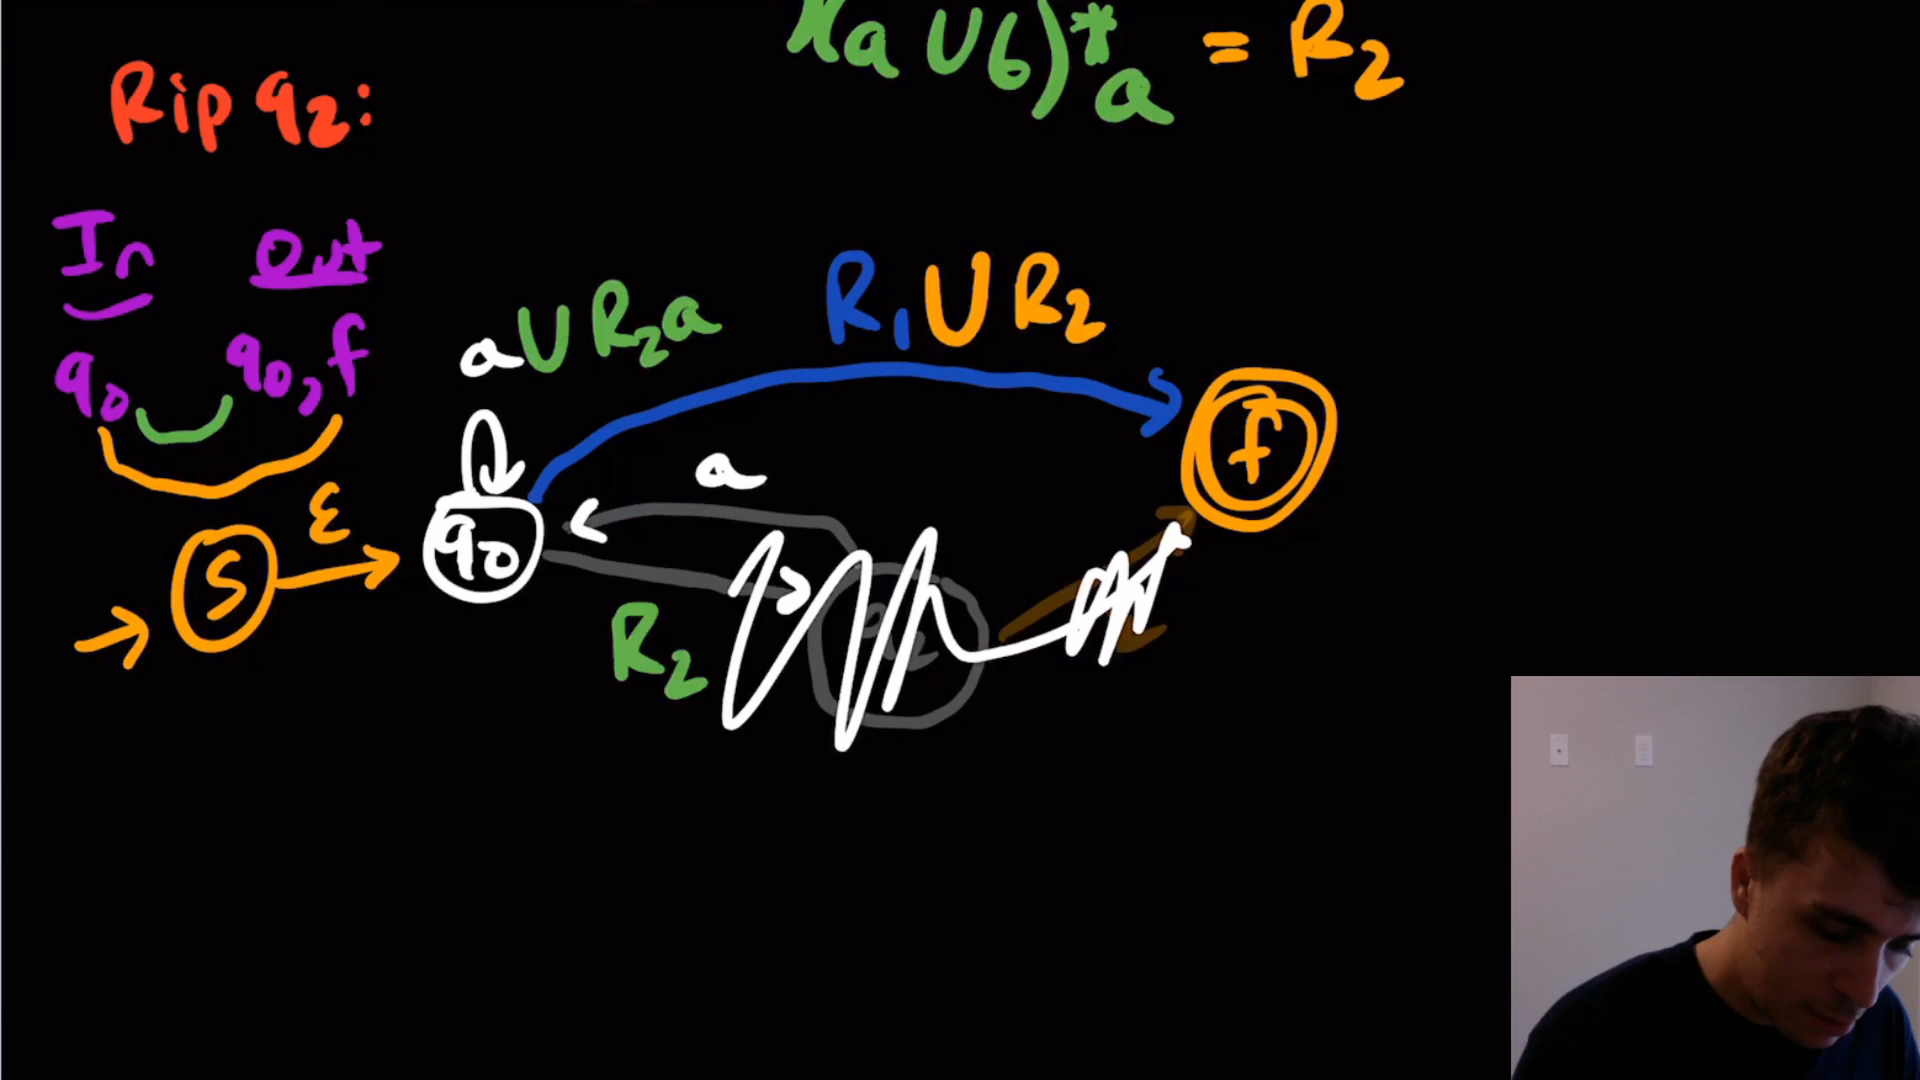 (a ∪ b)* a = R₂
Rip q₂:
In Out
q₀ q₀, f
a ∪ R₂a
R₁ ∪ R₂
f
a
ε
q₀
S
R₂